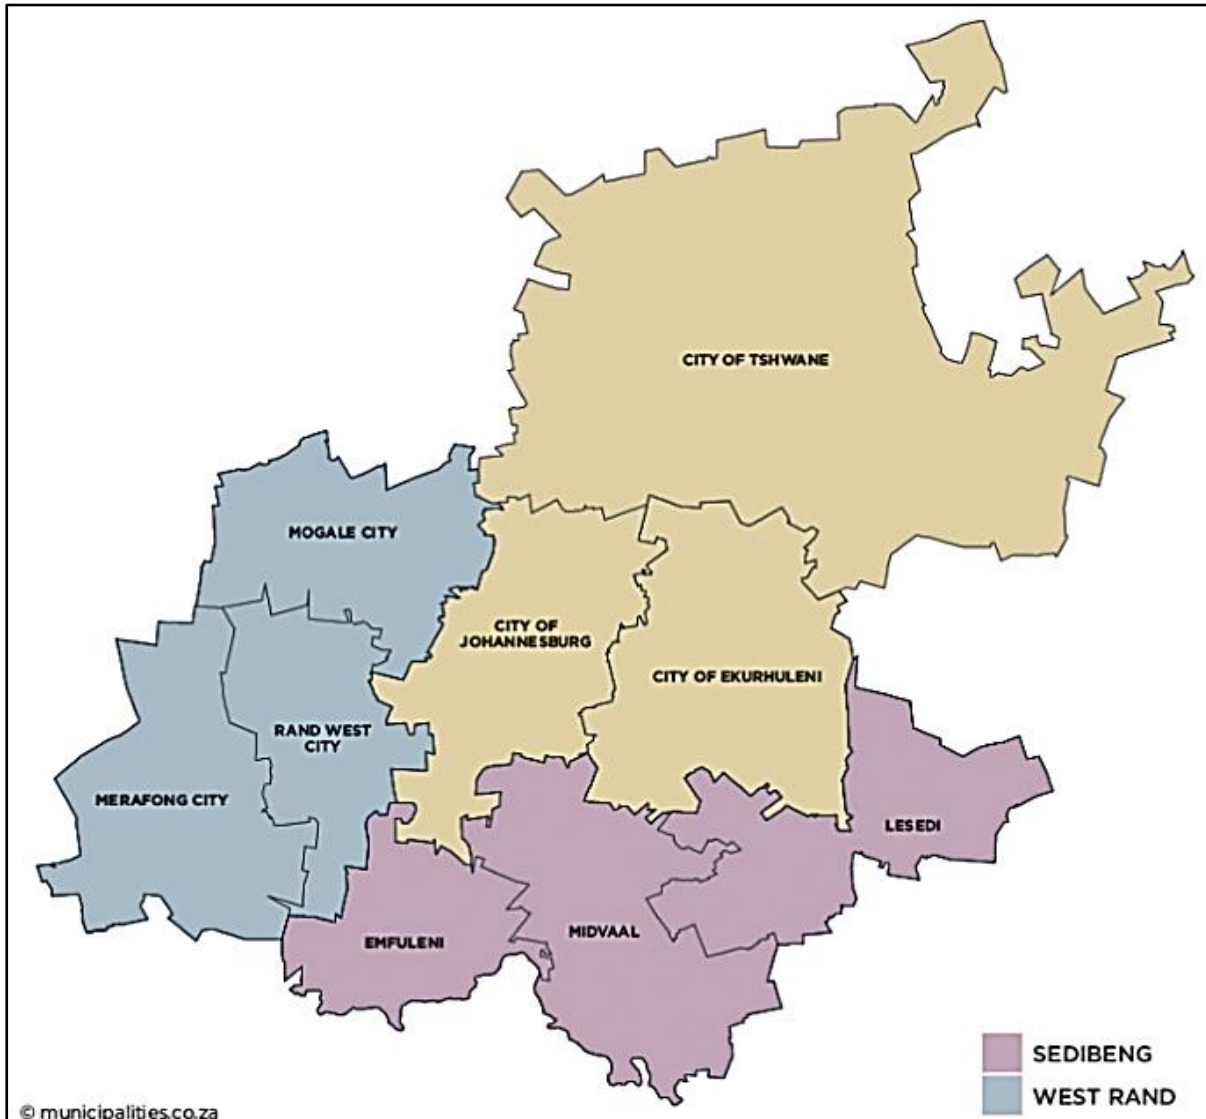 CITY OF TSHWANE
MOGALE CITY
CITY OF
JOHANNESBURG
CITY OF EKURHULENI
RAND WEST
CITY
MERAFONG CITY
LESEDI
EMFULENI
MIDVAAL
SEDIBENG
WEST RAND
© municipalities.co.za